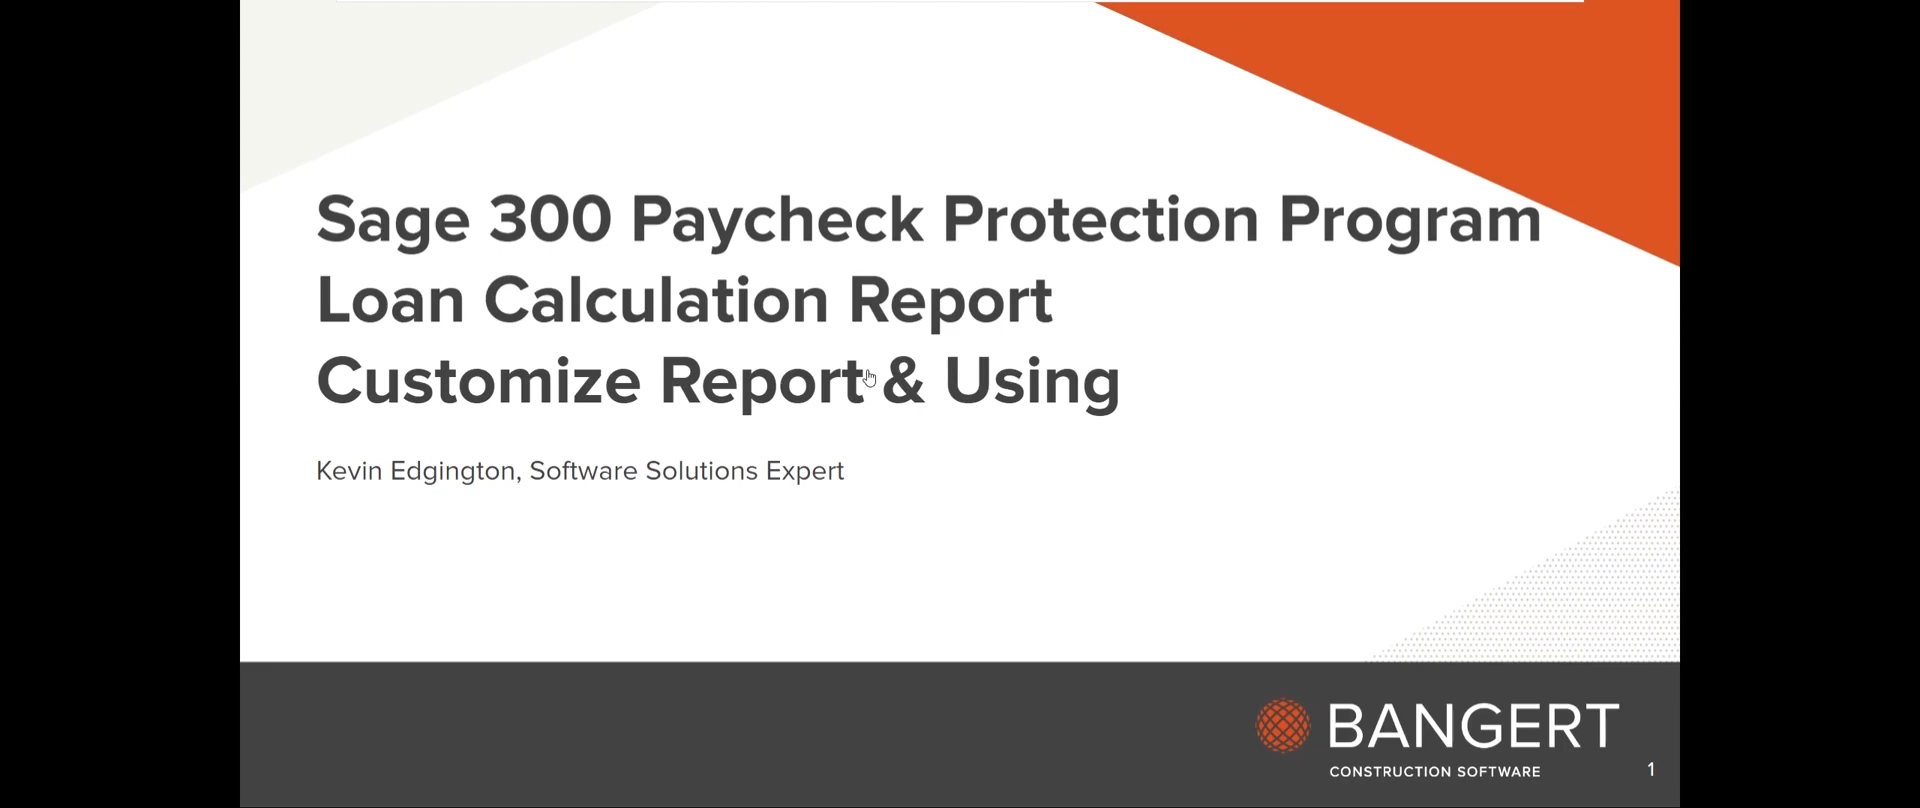 Sage 300 Paycheck Protection Program
Loan Calculation Report
Customize Report & Using
Kevin Edgington, Software Solutions Expert
BANGERT
CONSTRUCTION SOFTWARE
1